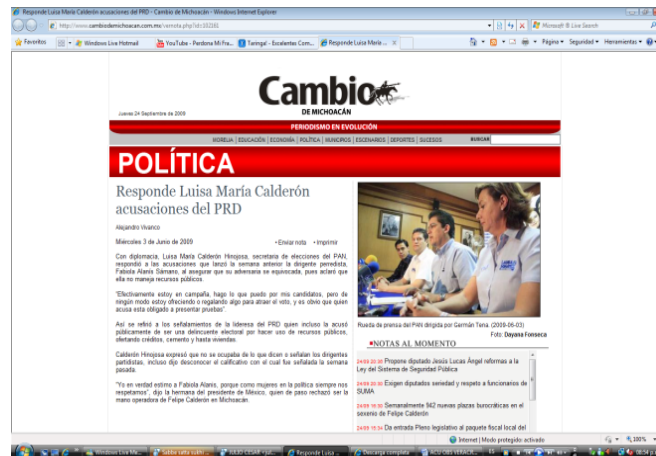 Responde Luisa María Calderón acusaciones del PRD - Cambio de Michoacán - Windows Internet Explorer
http://www.cambiodemichoacan.com.mx/vernota.php?id=
Microsoft ® Live Search
Favoritos Windows Live Hotmail YouTube - Perdona Mi Fra... Taringa! - Excelentes Com... Responde Luisa María ... X Página Seguridad Herramientas
Cambio
DE MICHOACÁN
Jueves 24 Septiembre de 2009
PERIODISMO EN EVOLUCIÓN
MORELIA | EDUCACIÓN | ECONOMÍA | POLÍTICA | MUNICIPIOS | ESCENARIOS | DEPORTES | SUCESOS BUSCAR
POLÍTICA
Responde Luisa María Calderón
acusaciones del PRD
Alejandro Vivanco
Miércoles 3 de Junio de 2009 • Enviar nota • Imprimir
Con diplomacia, Luisa María Calderón Hinojosa, secretaria de elecciones del PAN,
respondió a las acusaciones que lanzó la semana anterior la dirigente perredista,
Fabiola Alanís Sámano, al asegurar que su adversaria se equivocada, pues aclaró que
ella no maneja recursos públicos.
"Efectivamente estoy en campaña, hago lo que puedo por mis candidatos, pero de
ningún modo estoy ofreciendo o regalando algo para atraer el voto, y es obvio que quien
acusa esta obligado a presentar pruebas".
Así se refirió a los señalamientos de la lideresa del PRD quien incluso la acusó
públicamente de ser una delincuente electoral por hacer uso de recursos públicos,
ofertando créditos, cemento y hasta viviendas.
Calderón Hinojosa expresó que no se ocupaba de lo que dicen o señalan los dirigentes
partidistas, incluso dijo desconocer el calificativo con el cual fue señalada la semana
pasada.
"Yo en verdad estimo a Fabiola Alanís, porque como mujeres en la política siempre nos
respetamos", dijo la hermana del presidente de México, quien de paso rechazó ser la
mano operadora de Felipe Calderón en Michoacán.
Rueda de prensa del PAN dirigida por Germán Tena. (2009-06-03)
Foto: Dayana Fonseca
NOTAS AL MOMENTO
Propone diputado Jesús Lucas Ángel reformas a la
Ley del Sistema de Seguridad Pública
Exigen diputados seriedad y respeto a funcionarios de
SUMA
Semanalmente 942 nuevas plazas burocráticas en el
sexenio de Felipe Calderón
Da entrada Pleno legislativo al paquete fiscal local del
Internet | Modo protegido: activado 100%
Windows Live Me... JULIO CESAR Responde Luisa ... Descarga completa ES